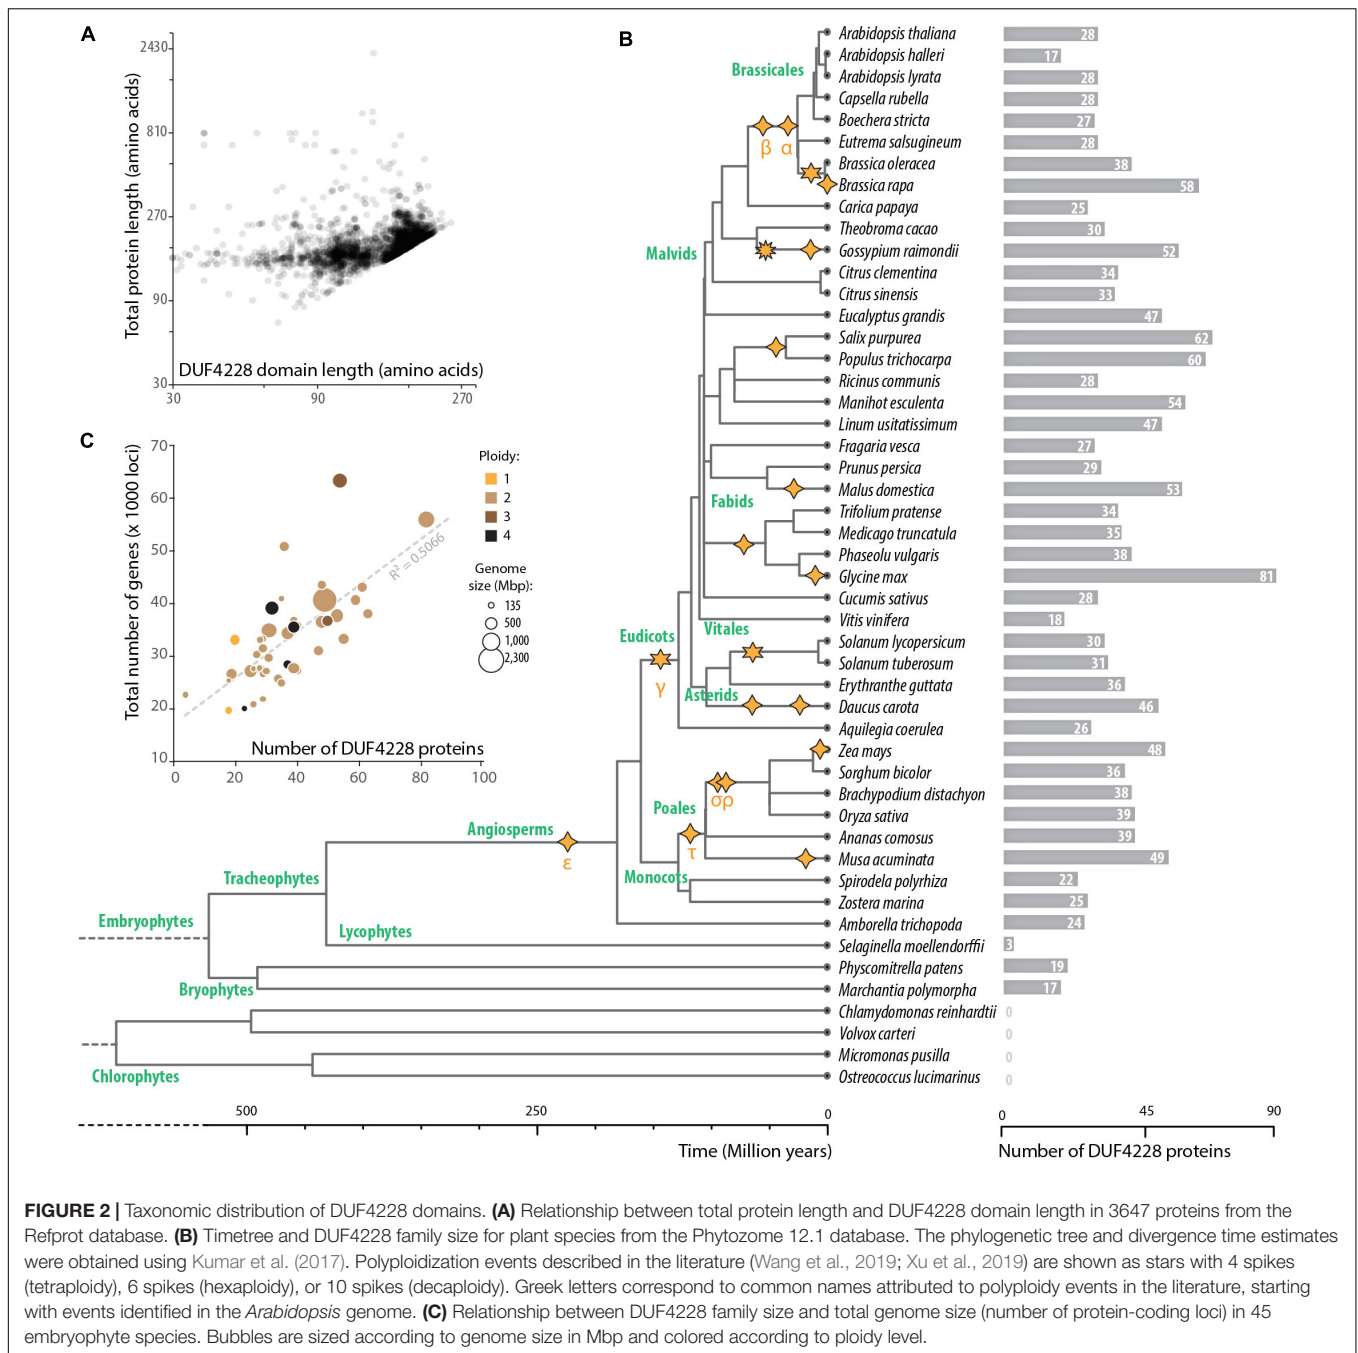 A
Total protein length (amino acids)
2430
810
270
90
30
DUF4228 domain length (amino acids)
30
90
270
B
Brassicales
β
α
Malvids
Fabids
Vitales
Eudicots
γ
Asterids
Poales
σρ
τ
Monocots
Angiosperms
ε
Tracheophytes
Embryophytes
Lycophytes
Bryophytes
Chlorophytes
Arabidopsis thaliana 28
Arabidopsis halleri 17
Arabidopsis lyrata 28
Capsella rubella 28
Boechera stricta 27
Eutrema salsugineum 28
Brassica oleracea 38
Brassica rapa 58
Carica papaya 25
Theobroma cacao 30
Gossypium raimondii 52
Citrus clementina 34
Citrus sinensis 33
Eucalyptus grandis 47
Salix purpurea 62
Populus trichocarpa 60
Ricinus communis 28
Manihot esculenta 54
Linum usitatissimum 47
Fragaria vesca 27
Prunus persica 29
Malus domestica 53
Trifolium pratense 34
Medicago truncatula 35
Phaseolu vulgaris 38
Glycine max 81
Cucumis sativus 28
Vitis vinifera 18
Solanum lycopersicum 30
Solanum tuberosum 31
Erythranthe guttata 36
Daucus carota 46
Aquilegia coerulea 26
Zea mays 48
Sorghum bicolor 36
Brachypodium distachyon 38
Oryza sativa 39
Ananas comosus 39
Musa acuminata 49
Spirodela polyrhiza 22
Zostera marina 25
Amborella trichopoda 24
Selaginella moellendorffii 3
Physcomitrella patens 19
Marchantia polymorpha 17
Chlamydomonas reinhardtii 0
Volvox carteri 0
Micromonas pusilla 0
Ostreococcus lucimarinus 0
500
250
0
Time (Million years)
0
45
90
Number of DUF4228 proteins
C
Total number of genes (x 1000 loci)
70
60
50
40
30
20
10
R² = 0.5066
Ploidy:
1
2
3
4
Genome
size (Mbp):
135
500
1,000
2,300
Number of DUF4228 proteins
0
20
40
60
80
100
FIGURE 2 | Taxonomic distribution of DUF4228 domains. (A) Relationship between total protein length and DUF4228 domain length in 3647 proteins from the
Refprot database. (B) Timetree and DUF4228 family size for plant species from the Phytozome 12.1 database. The phylogenetic tree and divergence time estimates
were obtained using Kumar et al. (2017). Polyploidization events described in the literature (Wang et al., 2019; Xu et al., 2019) are shown as stars with 4 spikes
(tetraploidy), 6 spikes (hexaploidy), or 10 spikes (decaploidy). Greek letters correspond to common names attributed to polyploidy events in the literature, starting
with events identified in the Arabidopsis genome. (C) Relationship between DUF4228 family size and total genome size (number of protein-coding loci) in 45
embryophyte species. Bubbles are sized according to genome size in Mbp and colored according to ploidy level.